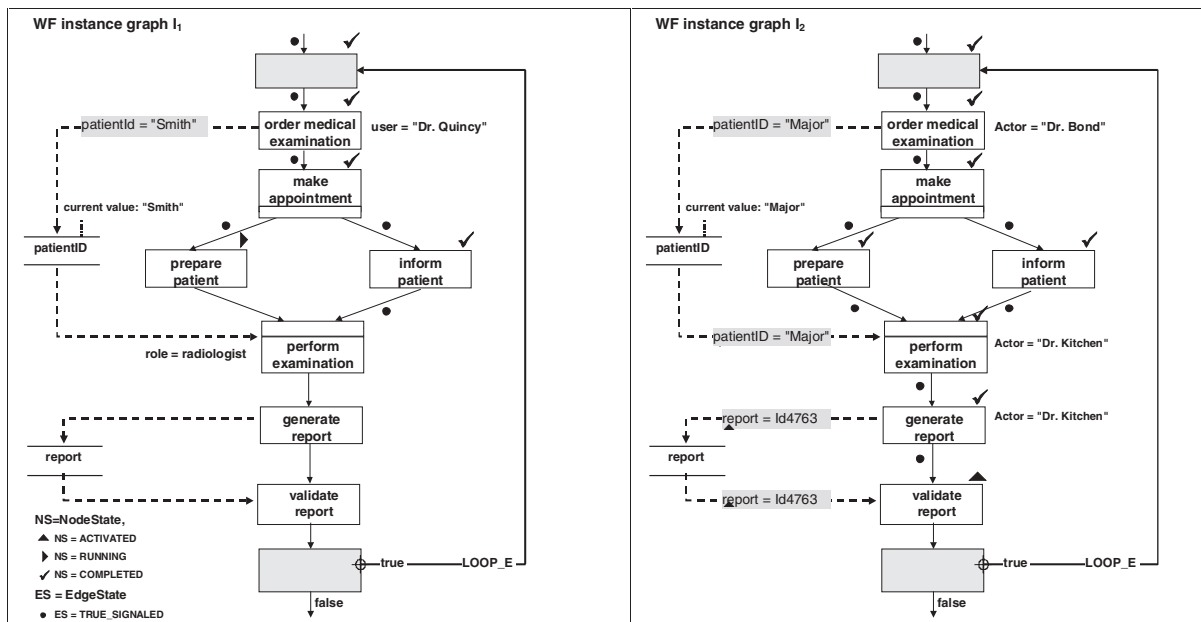 WF instance graph I₁
patientId = "Smith"
order medical
examination
user = "Dr. Quincy"
make
appointment
current value: "Smith"
patientID
prepare
patient
inform
patient
role = radiologist
perform
examination
generate
report
report
validate
report
NS=NodeState,
NS = ACTIVATED
NS = RUNNING
NS = COMPLETED
ES = EdgeState
ES = TRUE_SIGNALED
true
LOOP_E
false
WF instance graph I₂
patientID = "Major"
order medical
examination
Actor = "Dr. Bond"
make
appointment
current value: "Major"
patientID
prepare
patient
inform
patient
patientID = "Major"
perform
examination
Actor = "Dr. Kitchen"
report = Id4763
generate
report
Actor = "Dr. Kitchen"
report
report = Id4763
validate
report
true
LOOP_E
false